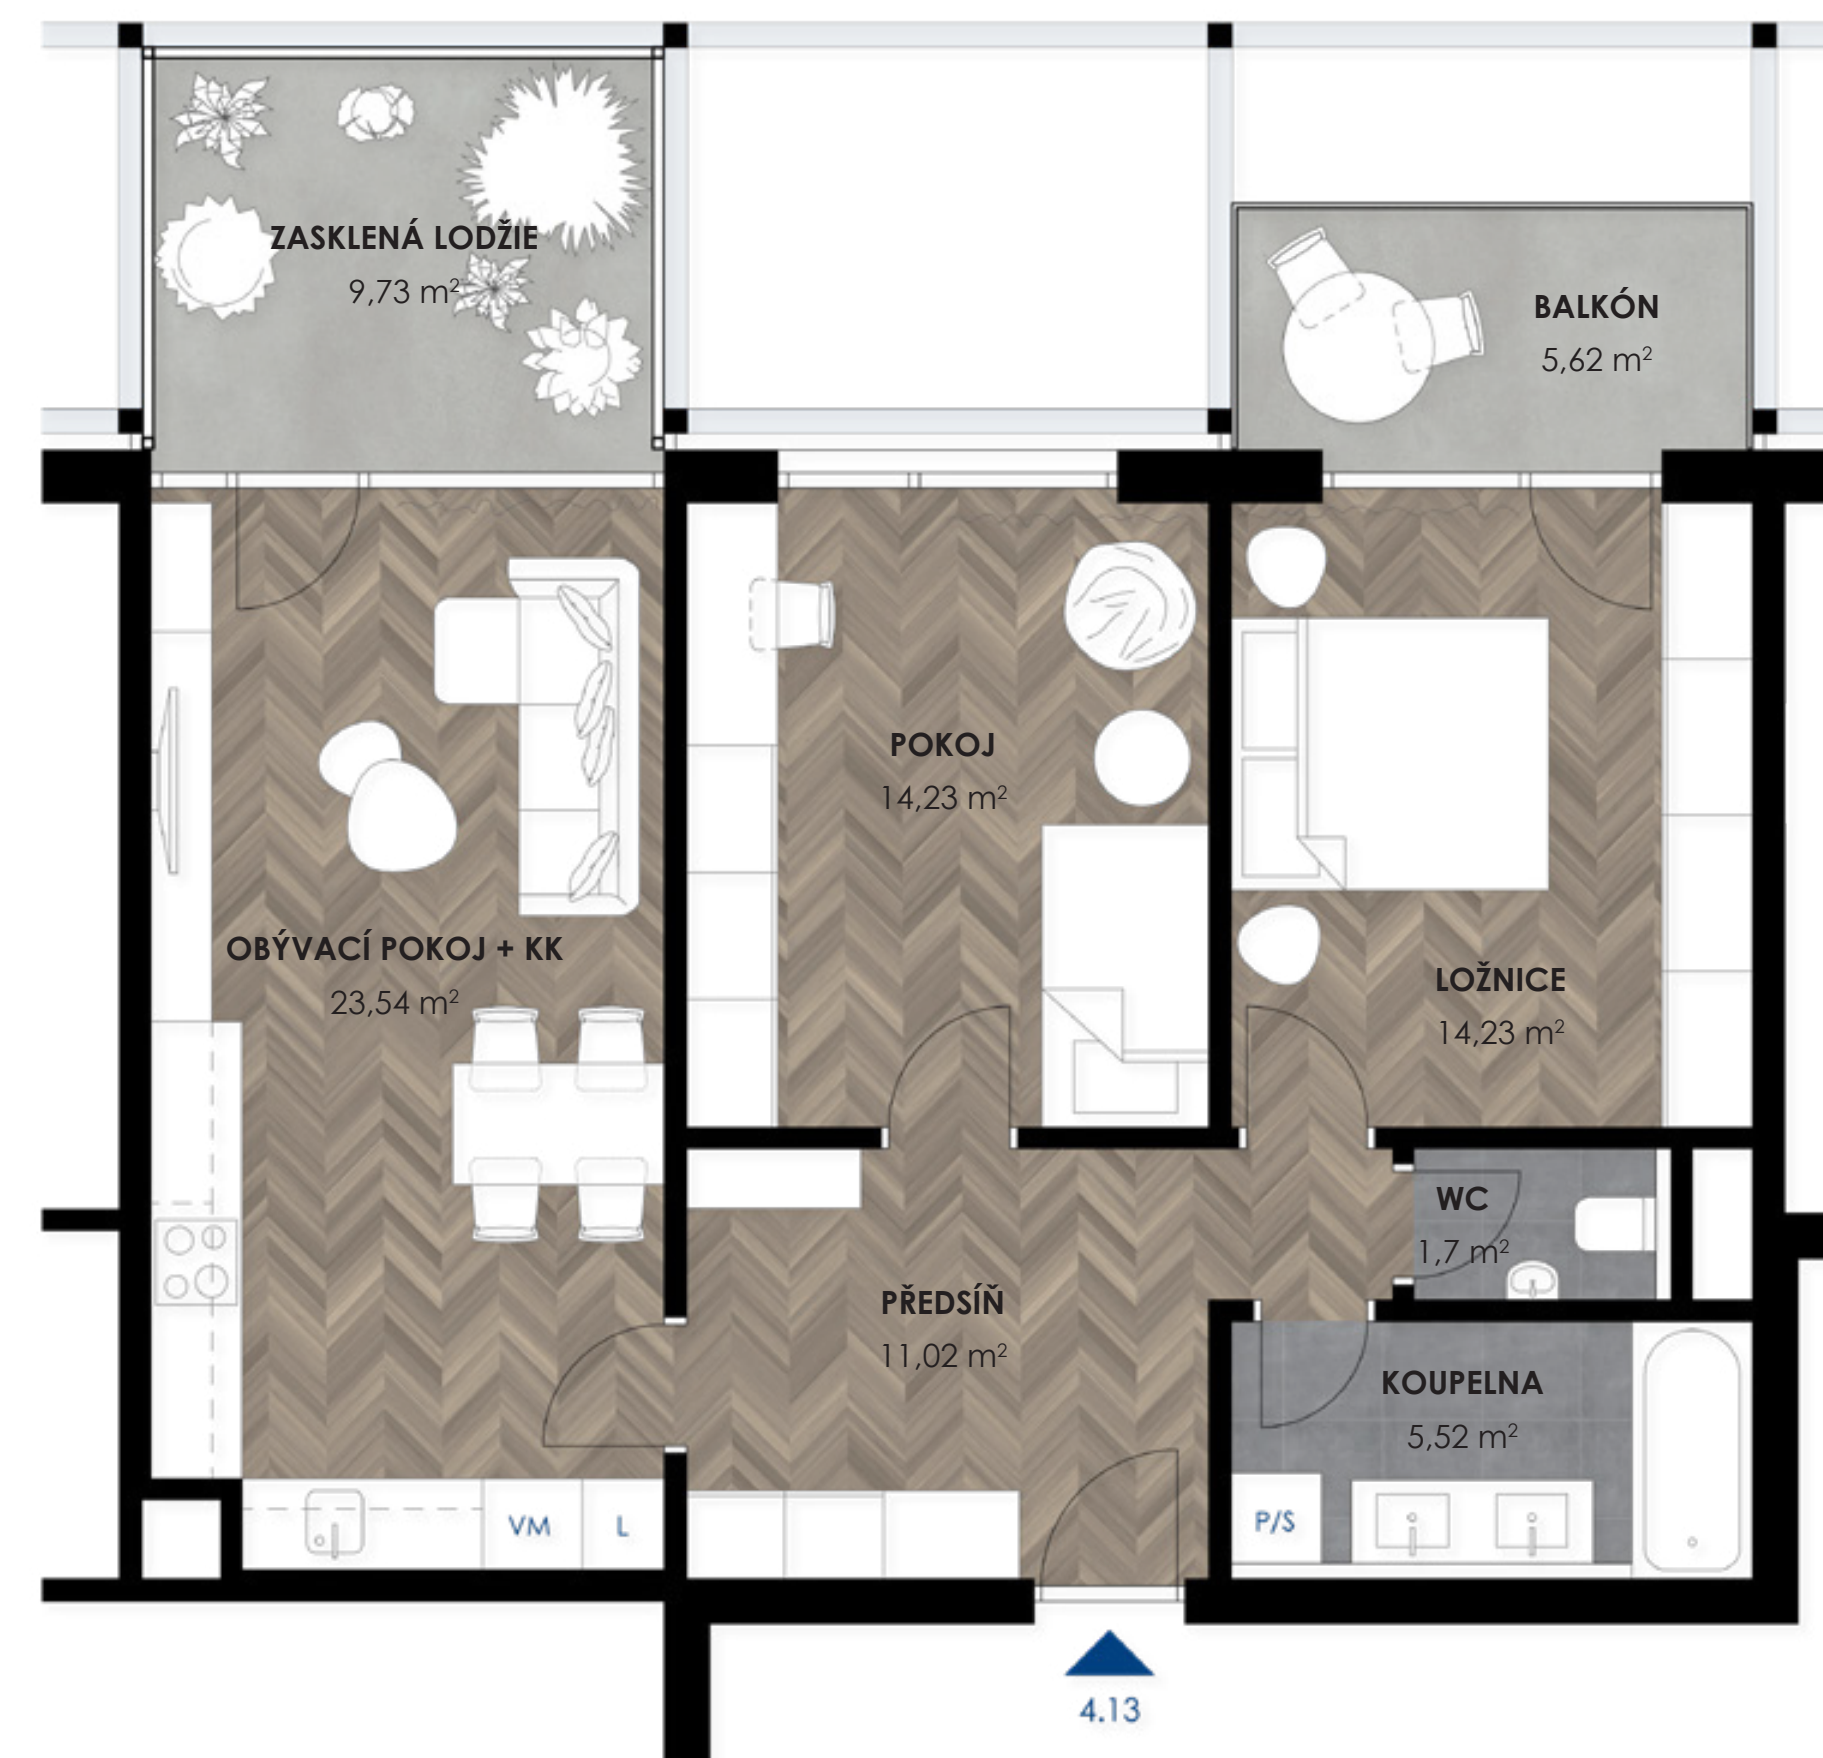 ZASKLENÁ LODŽIE
9,73 m²
BALKÓN
5,62 m²
POKOJ
14,23 m²
OBÝVACÍ POKOJ + KK
23,54 m²
LOŽNICE
14,23 m²
WC
1,7 m²
PŘEDSÍŇ
11,02 m²
KOUPELNA
5,52 m²
VM
L
P/S
4.13